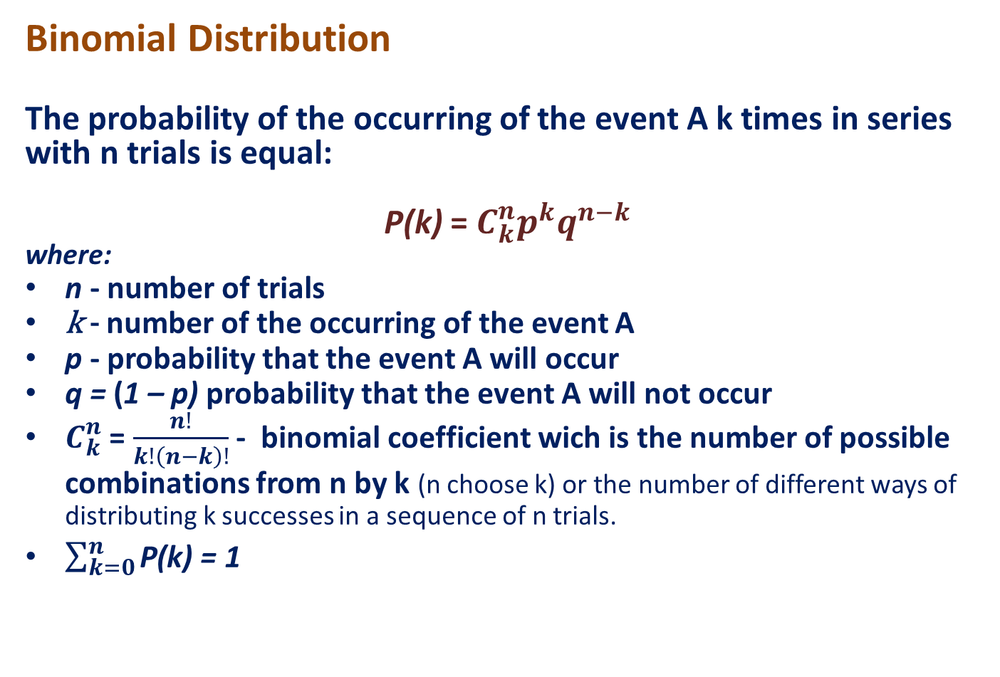 Binomial Distribution
The probability of the occurring of the event A k times in series
with n trials is equal:
P(k) = C_k^n p^k q^{n−k}
where:
• n - number of trials
• k - number of the occurring of the event A
• p - probability that the event A will occur
• q = (1 – p) probability that the event A will not occur
• C_k^n = n!/(k!(n−k)!) - binomial coefficient wich is the number of possible
combinations from n by k (n choose k) or the number of different ways of
distributing k successes in a sequence of n trials.
• ∑_{k=0}^n P(k) = 1